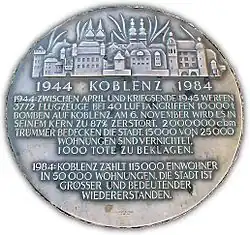 1944 KOBLENZ 1984
1944: ZWISCHEN APRIL UND KRIEGSENDE 1945 WERFEN
3772 FLUGZEUGE BEI 40 LUFTANGRIFFEN 10000 t
BOMBEN AUF KOBLENZ. AM 6. NOVEMBER WIRD ES IN
SEINEM KERN ZU 87% ZERSTÖRT. 2000000 cbm
TRÜMMER BEDECKEN DIE STADT. 15000 VON 25000
WOHNUNGEN SIND VERNICHTET,
1000 TOTE ZU BEKLAGEN.
1984: KOBLENZ ZÄHLT 115000 EINWOHNER
IN 50000 WOHNUNGEN, DIE STADT IST
GRÖSSER UND BEDEUTENDER
WIEDERERSTANDEN.